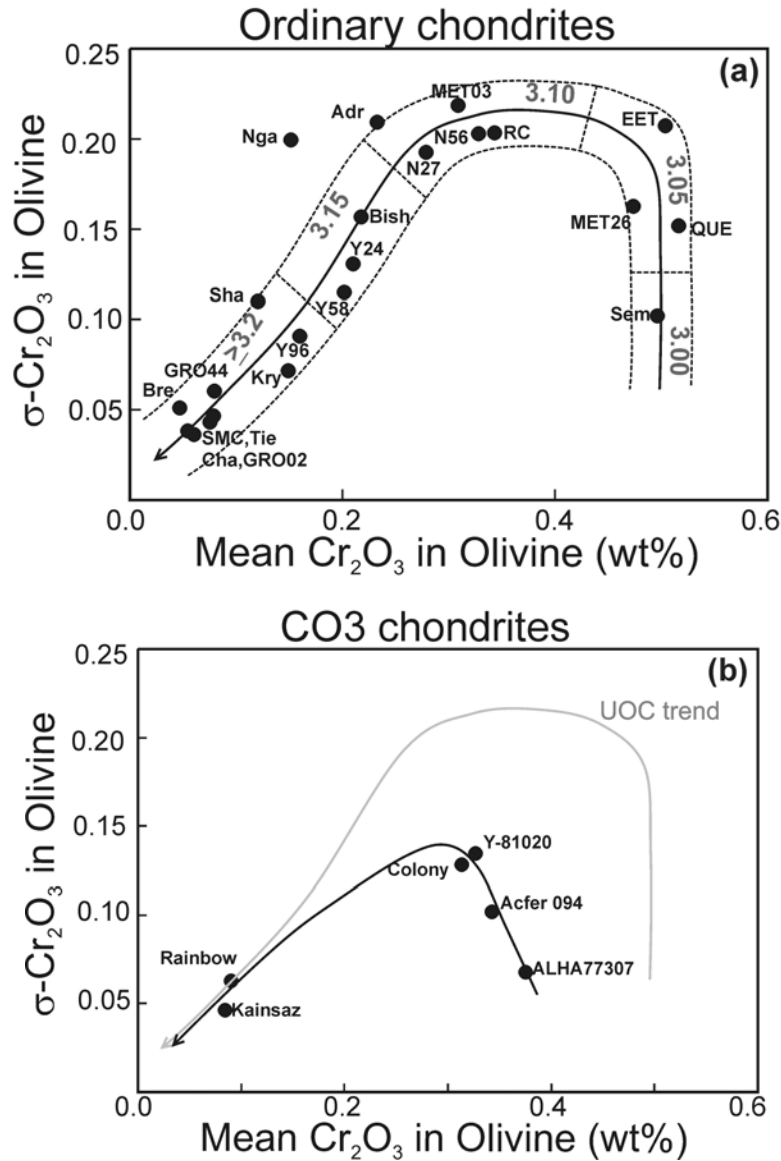 Ordinary chondrites
(a)
0.25
0.20
0.15
0.10
0.05
σ-Cr₂O₃ in Olivine
MET03
3.10
EET
Adr
Nga
N56
RC
N27
3.05
3.15
Bish
MET26
QUE
Y24
Sha
Y58
Sem
≥3.2
Y96
3.00
GRO44
Kry
Bre
SMC,Tie
Cha,GRO02
0.0
0.2
0.4
0.6
Mean Cr₂O₃ in Olivine (wt%)
CO3 chondrites
(b)
0.25
0.20
0.15
0.10
0.05
σ-Cr₂O₃ in Olivine
UOC trend
Y-81020
Colony
Acfer 094
Rainbow
ALHA77307
Kainsaz
0.0
0.2
0.4
0.6
Mean Cr₂O₃ in Olivine (wt%)